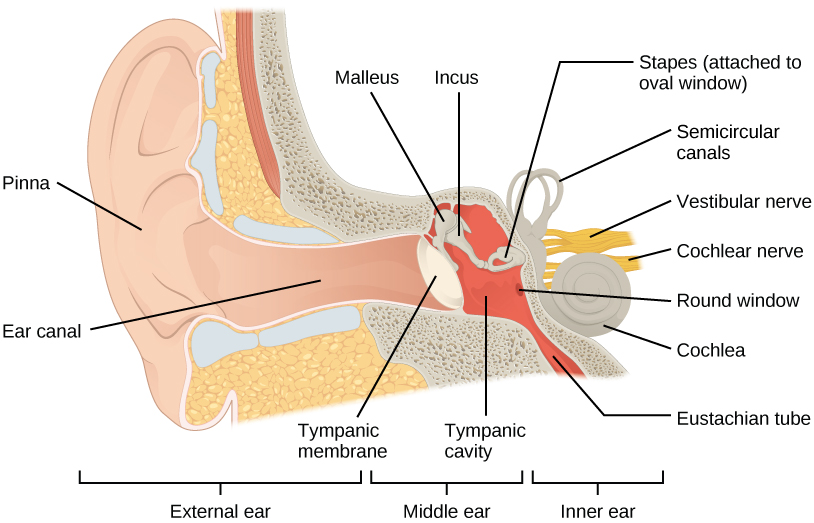 Malleus
Incus
Stapes (attached to
oval window)
Semicircular
canals
Pinna
Vestibular nerve
Cochlear nerve
Round window
Ear canal
Cochlea
Eustachian tube
Tympanic
membrane
Tympanic
cavity
External ear
Middle ear
Inner ear